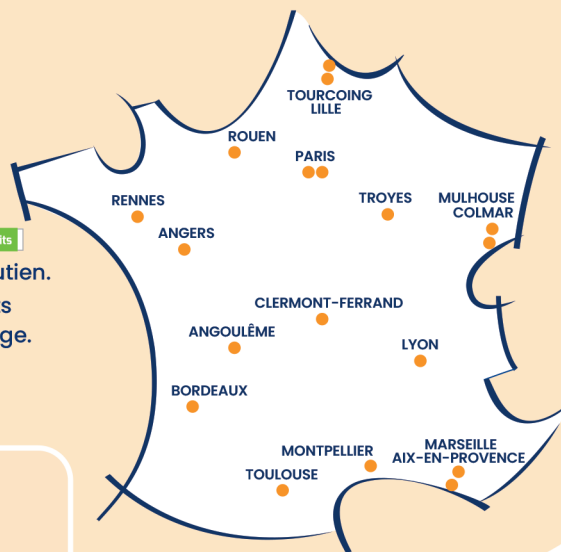 TOURCOING
LILLE
ROUEN
PARIS
TROYES
MULHOUSE
COLMAR
RENNES
ANGERS
CLERMONT-FERRAND
ANGOULÊME
LYON
BORDEAUX
MONTPELLIER
MARSEILLE
AIX-EN-PROVENCE
TOULOUSE
ge.